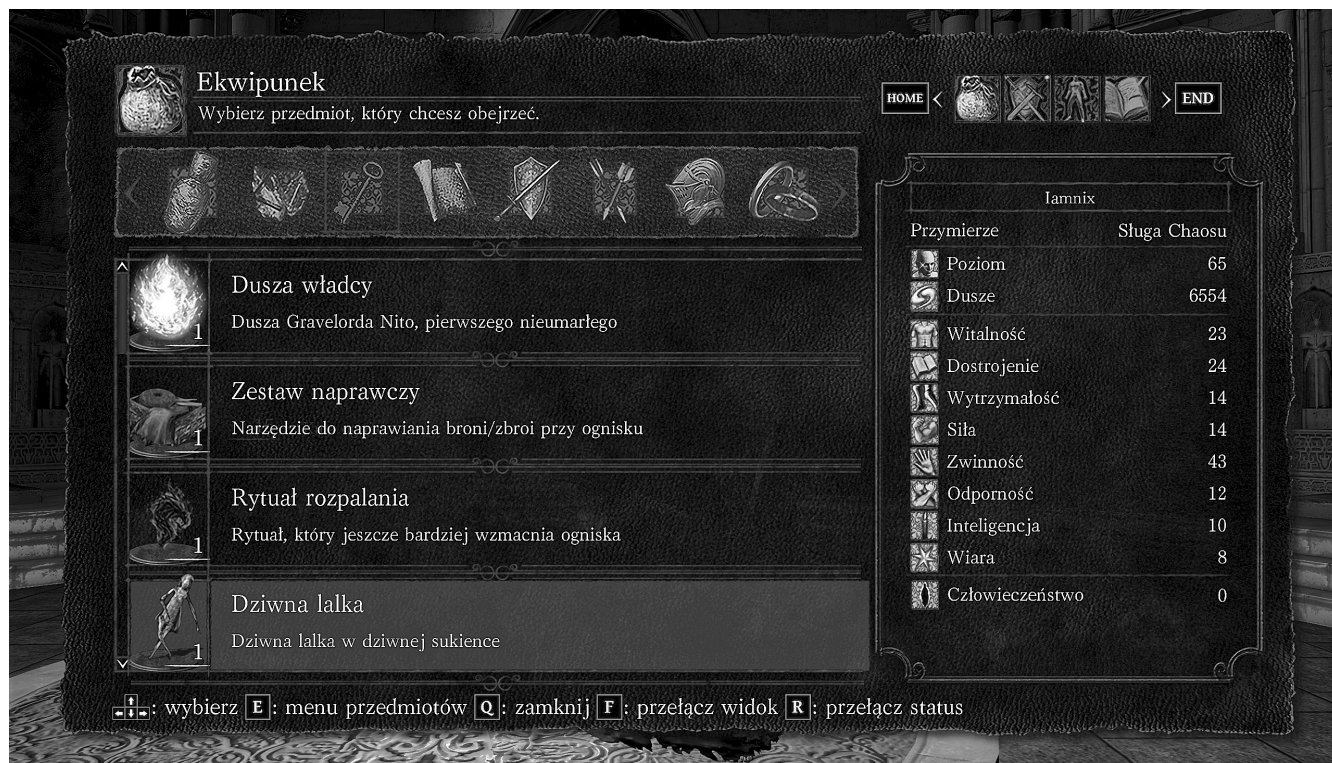 Ekwipunek
Wybierz przedmiot, który chcesz obejrzeć.
HOME
END
Dusza władcy
1
Dusza Gravelorda Nito, pierwszego nieumarłego
Zestaw naprawczy
1
Narzędzie do naprawiania broni/zbroi przy ognisku
Rytuał rozpalania
1
Rytuał, który jeszcze bardziej wzmacnia ogniska
Dziwna lalka
1
Dziwna lalka w dziwnej sukience
Iamnix
Przymierze Sługa Chaosu
Poziom 65
Dusze 6554
Witalność 23
Dostrojenie 24
Wytrzymałość 14
Siła 14
Zwinność 43
Odporność 12
Inteligencja 10
Wiara 8
Człowieczeństwo 0
: wybierz E: menu przedmiotów Q: zamknij F: przełącz widok R: przełącz status